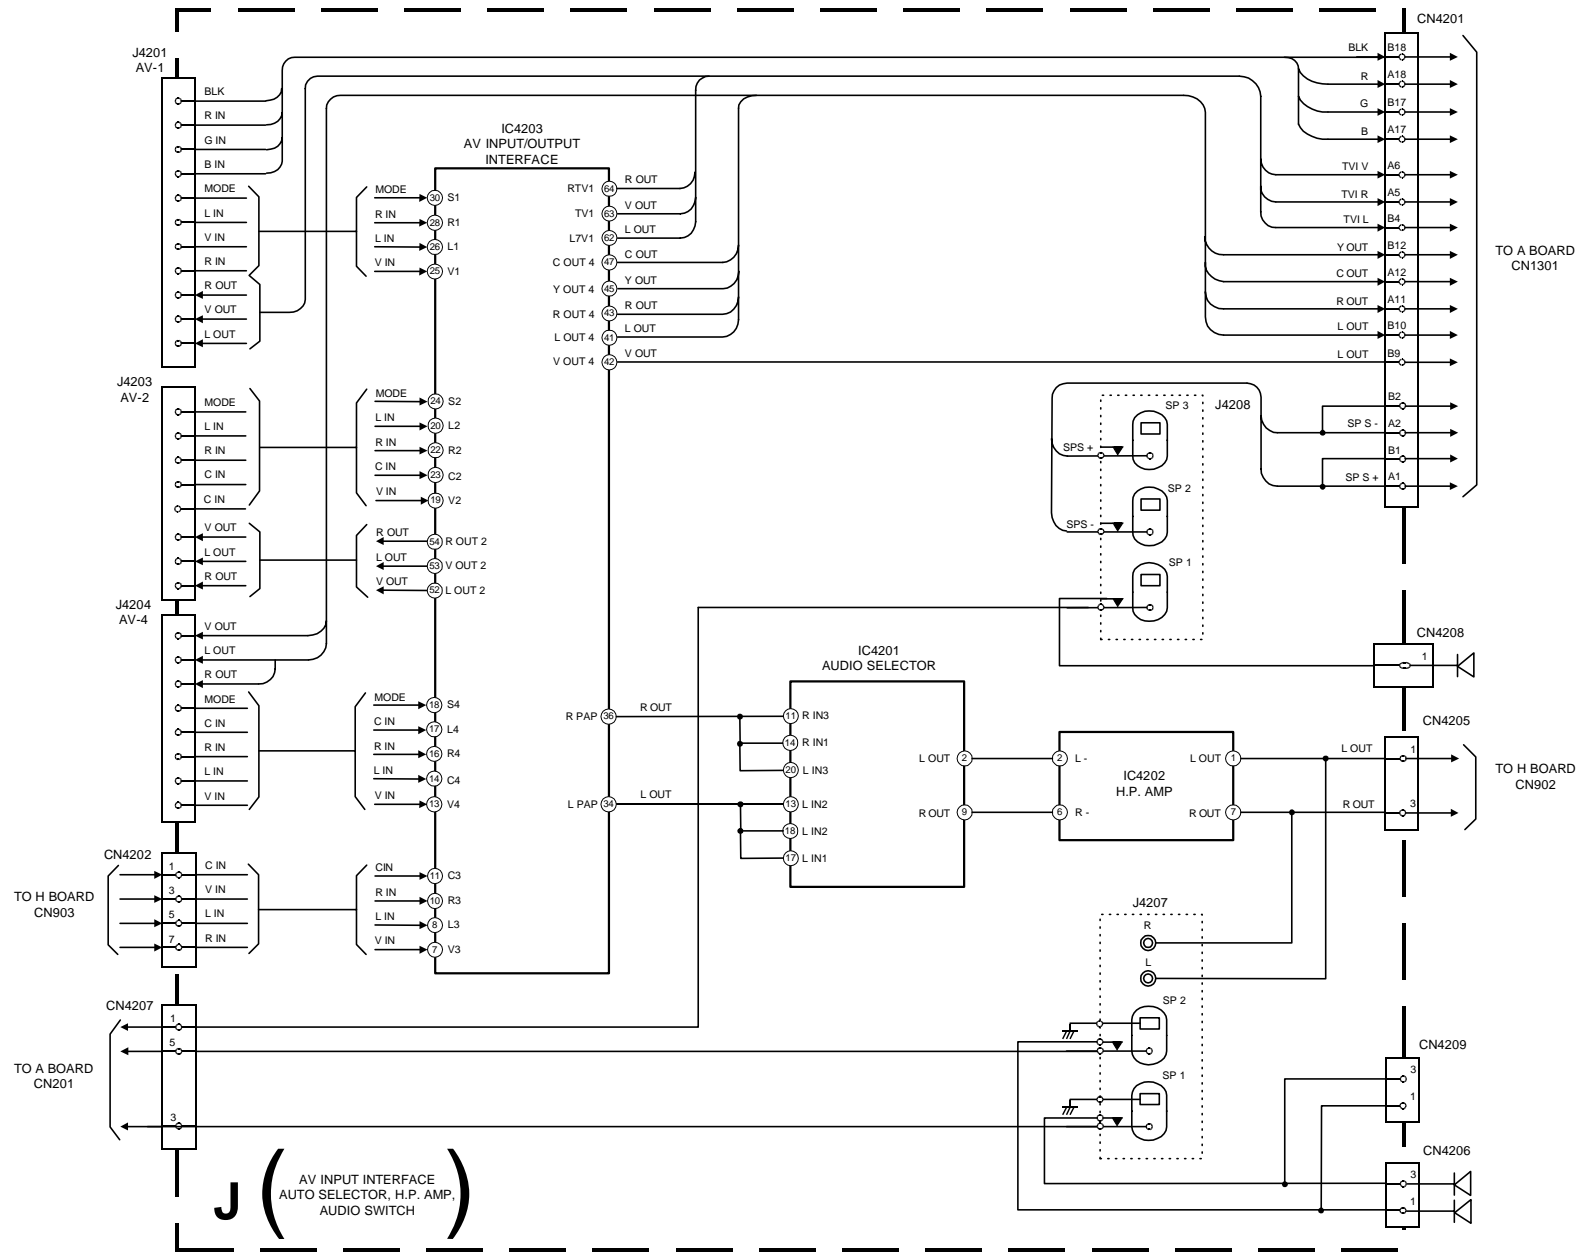 J4201
AV-1
BLK
R IN
G IN
B IN
MODE
L IN
V IN
R IN
R OUT
V OUT
L OUT
J4203
AV-2
MODE
L IN
R IN
C IN
C IN
V OUT
L OUT
R OUT
J4204
AV-4
V OUT
L OUT
R OUT
MODE
C IN
R IN
L IN
V IN
CN4202
1 C IN
3 V IN
5 L IN
7 R IN
TO H BOARD
CN903
CN4207
1
5
3
TO A BOARD
CN201
IC4203
AV INPUT/OUTPUT
INTERFACE
MODE 30 S1
R IN 28 R1
L IN 26 L1
V IN 25 V1
MODE 24 S2
L IN 20 L2
R IN 22 R2
C IN 23 C2
V IN 19 V2
R OUT 54 R OUT 2
L OUT 53 V OUT 2
V OUT 52 L OUT 2
MODE 18 S4
C IN 17 L4
R IN 16 R4
L IN 14 C4
V IN 13 V4
CIN 11 C3
R IN 10 R3
L IN 8 L3
V IN 7 V3
RTV1 64 R OUT
TV1 63 V OUT
L7V1 62 L OUT
C OUT 4 47 C OUT
Y OUT 4 45 Y OUT
R OUT 4 43 R OUT
L OUT 4 41 L OUT
V OUT 4 42 V OUT
R PAP 36 R OUT
L PAP 34 L OUT
IC4201
AUDIO SELECTOR
11 R IN3
14 R IN1
20 L IN3
13 L IN2
18 L IN2
17 L IN1
L OUT 2
R OUT 9
2 L -
6 R -
IC4202
H.P. AMP
L OUT 1
R OUT 7
J4208
SP 3
SPS +
SP 2
SPS -
SP 1
J4207
R
L
SP 2
SP 1
CN4201
BLK B18
R A18
G B17
B A17
TVI V A6
TVI R A5
TVI L B4
Y OUT B12
C OUT A12
R OUT A11
L OUT B10
L OUT B9
B2
SP S - A2
B1
SP S + A1
TO A BOARD
CN1301
CN4208
1
CN4205
L OUT 1
R OUT 3
TO H BOARD
CN902
CN4209
3
1
CN4206
3
1
J
AV INPUT INTERFACE
AUTO SELECTOR, H.P. AMP,
AUDIO SWITCH